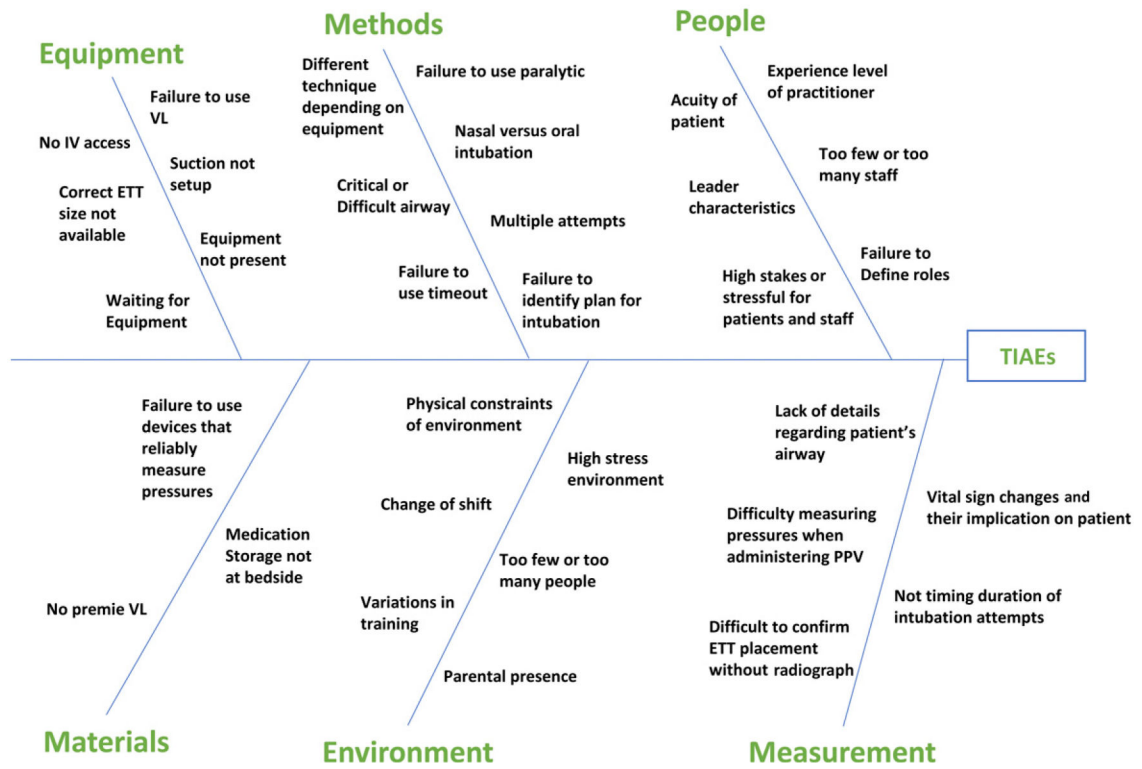 Equipment
Failure to use
VL
No IV access
Suction not
setup
Correct ETT
size not
available
Equipment
not present
Waiting for
Equipment
Methods
Different
technique
depending on
equipment
Failure to use paralytic
Nasal versus oral
intubation
Critical or
Difficult airway
Multiple attempts
Failure to
use timeout
Failure to
identify plan for
intubation
People
Experience level
of practitioner
Acuity of
patient
Too few or too
many staff
Leader
characteristics
Failure to
Define roles
High stakes or
stressful for
patients and staff
TIAEs
Failure to use
devices that
reliably
measure
pressures
Medication
Storage not
at bedside
No premie VL
Materials
Physical constraints
of environment
High stress
environment
Change of shift
Too few or too
many people
Variations in
training
Parental presence
Environment
Lack of details
regarding patient's
airway
Vital sign changes and
their implication on patient
Difficulty measuring
pressures when
administering PPV
Not timing duration of
intubation attempts
Difficult to confirm
ETT placement
without radiograph
Measurement